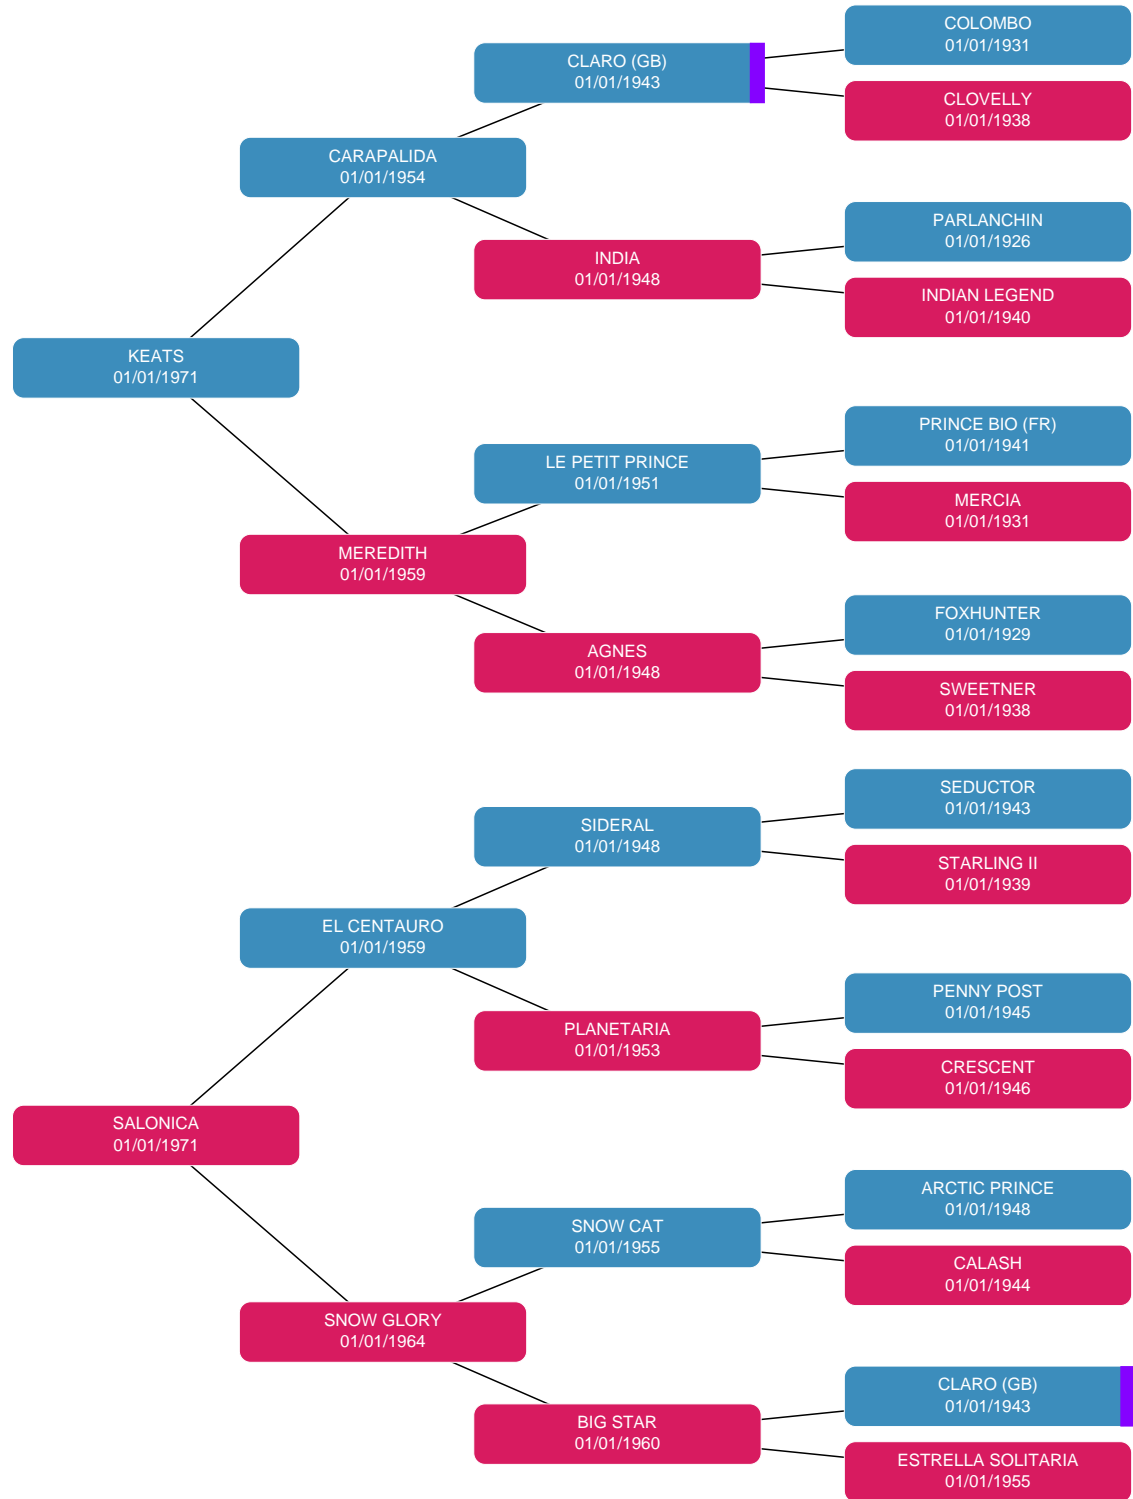 COLOMBO
01/01/1931
CLARO (GB)
01/01/1943
CLOVELLY
01/01/1938
CARAPALIDA
01/01/1954
PARLANCHIN
01/01/1926
INDIA
01/01/1948
INDIAN LEGEND
01/01/1940
KEATS
01/01/1971
PRINCE BIO (FR)
01/01/1941
LE PETIT PRINCE
01/01/1951
MERCIA
01/01/1931
MEREDITH
01/01/1959
FOXHUNTER
01/01/1929
AGNES
01/01/1948
SWEETNER
01/01/1938
SEDUCTOR
01/01/1943
SIDERAL
01/01/1948
STARLING II
01/01/1939
EL CENTAURO
01/01/1959
PENNY POST
01/01/1945
PLANETARIA
01/01/1953
CRESCENT
01/01/1946
SALONICA
01/01/1971
ARCTIC PRINCE
01/01/1948
SNOW CAT
01/01/1955
CALASH
01/01/1944
SNOW GLORY
01/01/1964
CLARO (GB)
01/01/1943
BIG STAR
01/01/1960
ESTRELLA SOLITARIA
01/01/1955